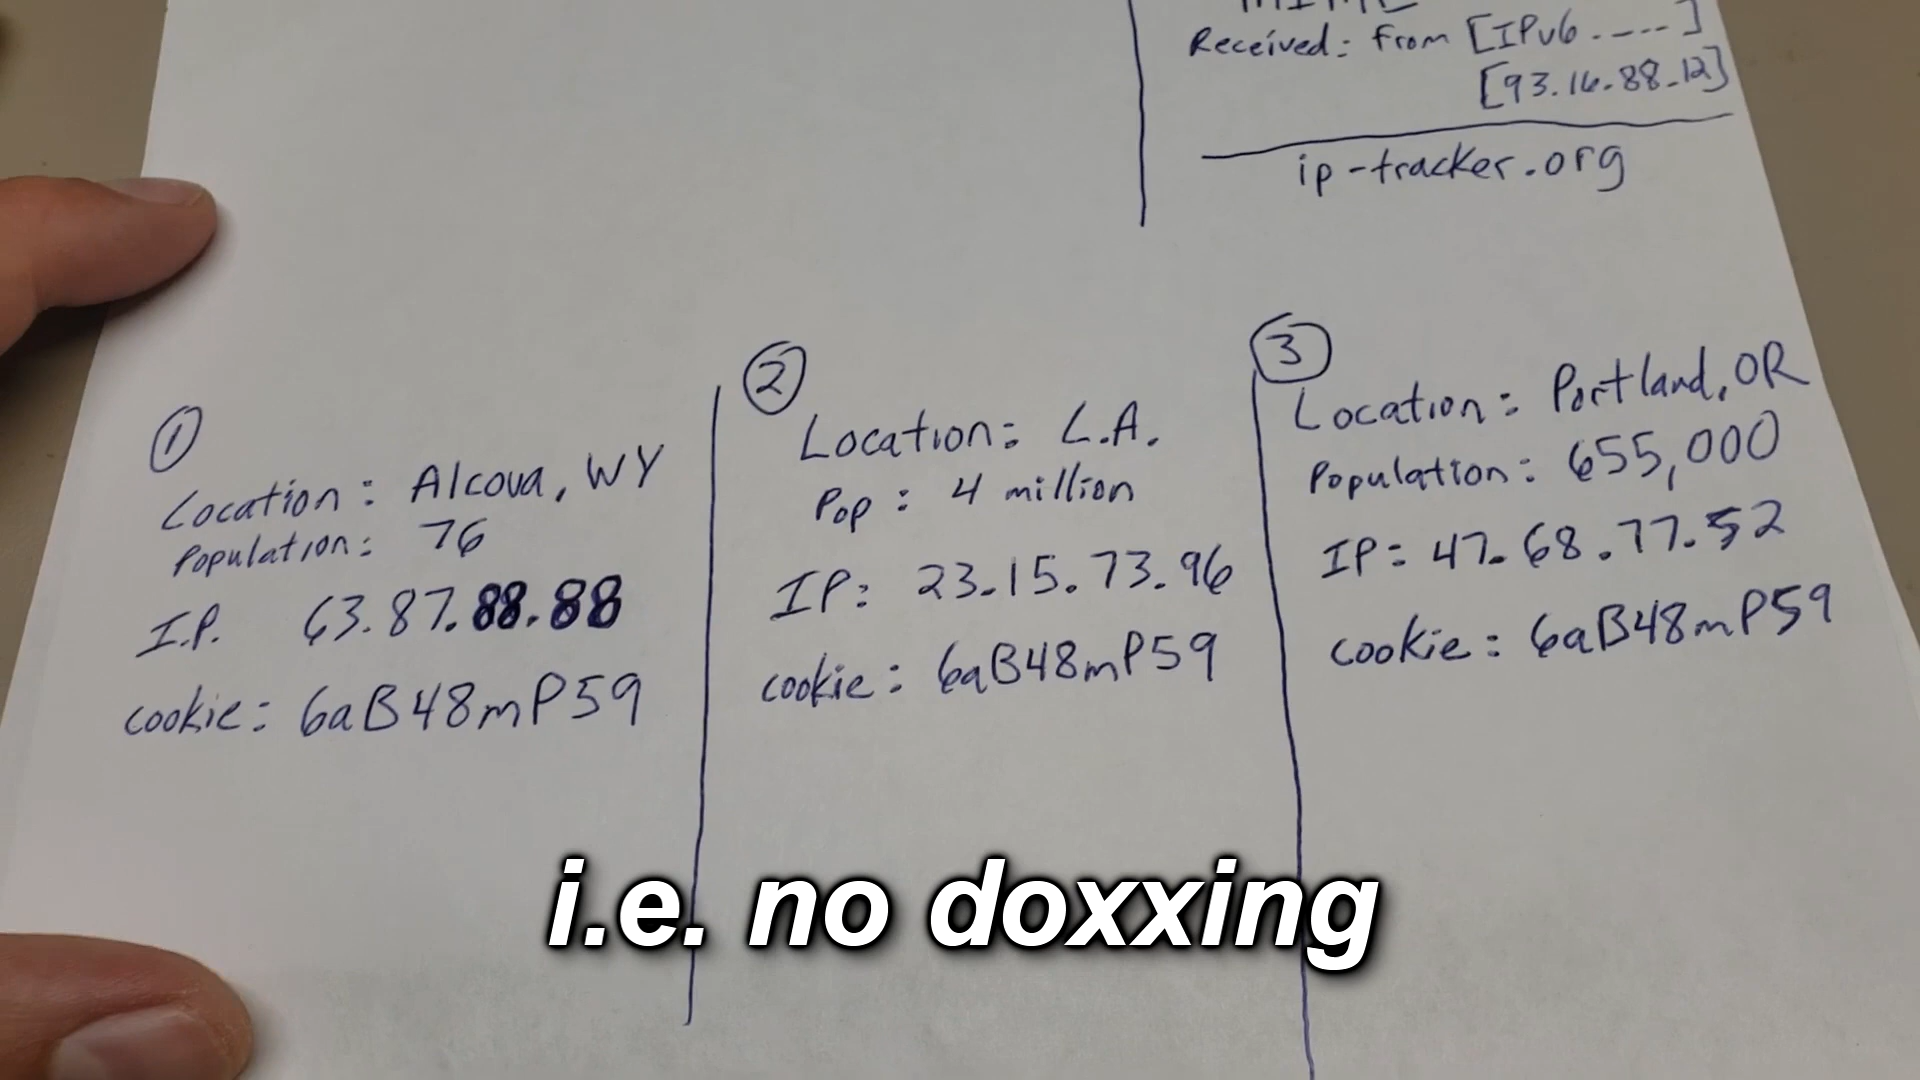 Received: From [IPv6.----]
[93.16.88.12]
ip-tracker.org
①
Location: Alcova, WY
Population: 76
I.P. 63.87.88.88
cookie: 6aB48mP59
②
Location: L.A.
Pop: 4 million
IP: 23.15.73.96
cookie: 6aB48mP59
③
Location: Portland, OR
Population: 655,000
IP: 47.68.77.52
cookie: 6aB48mP59
i.e. no doxxing